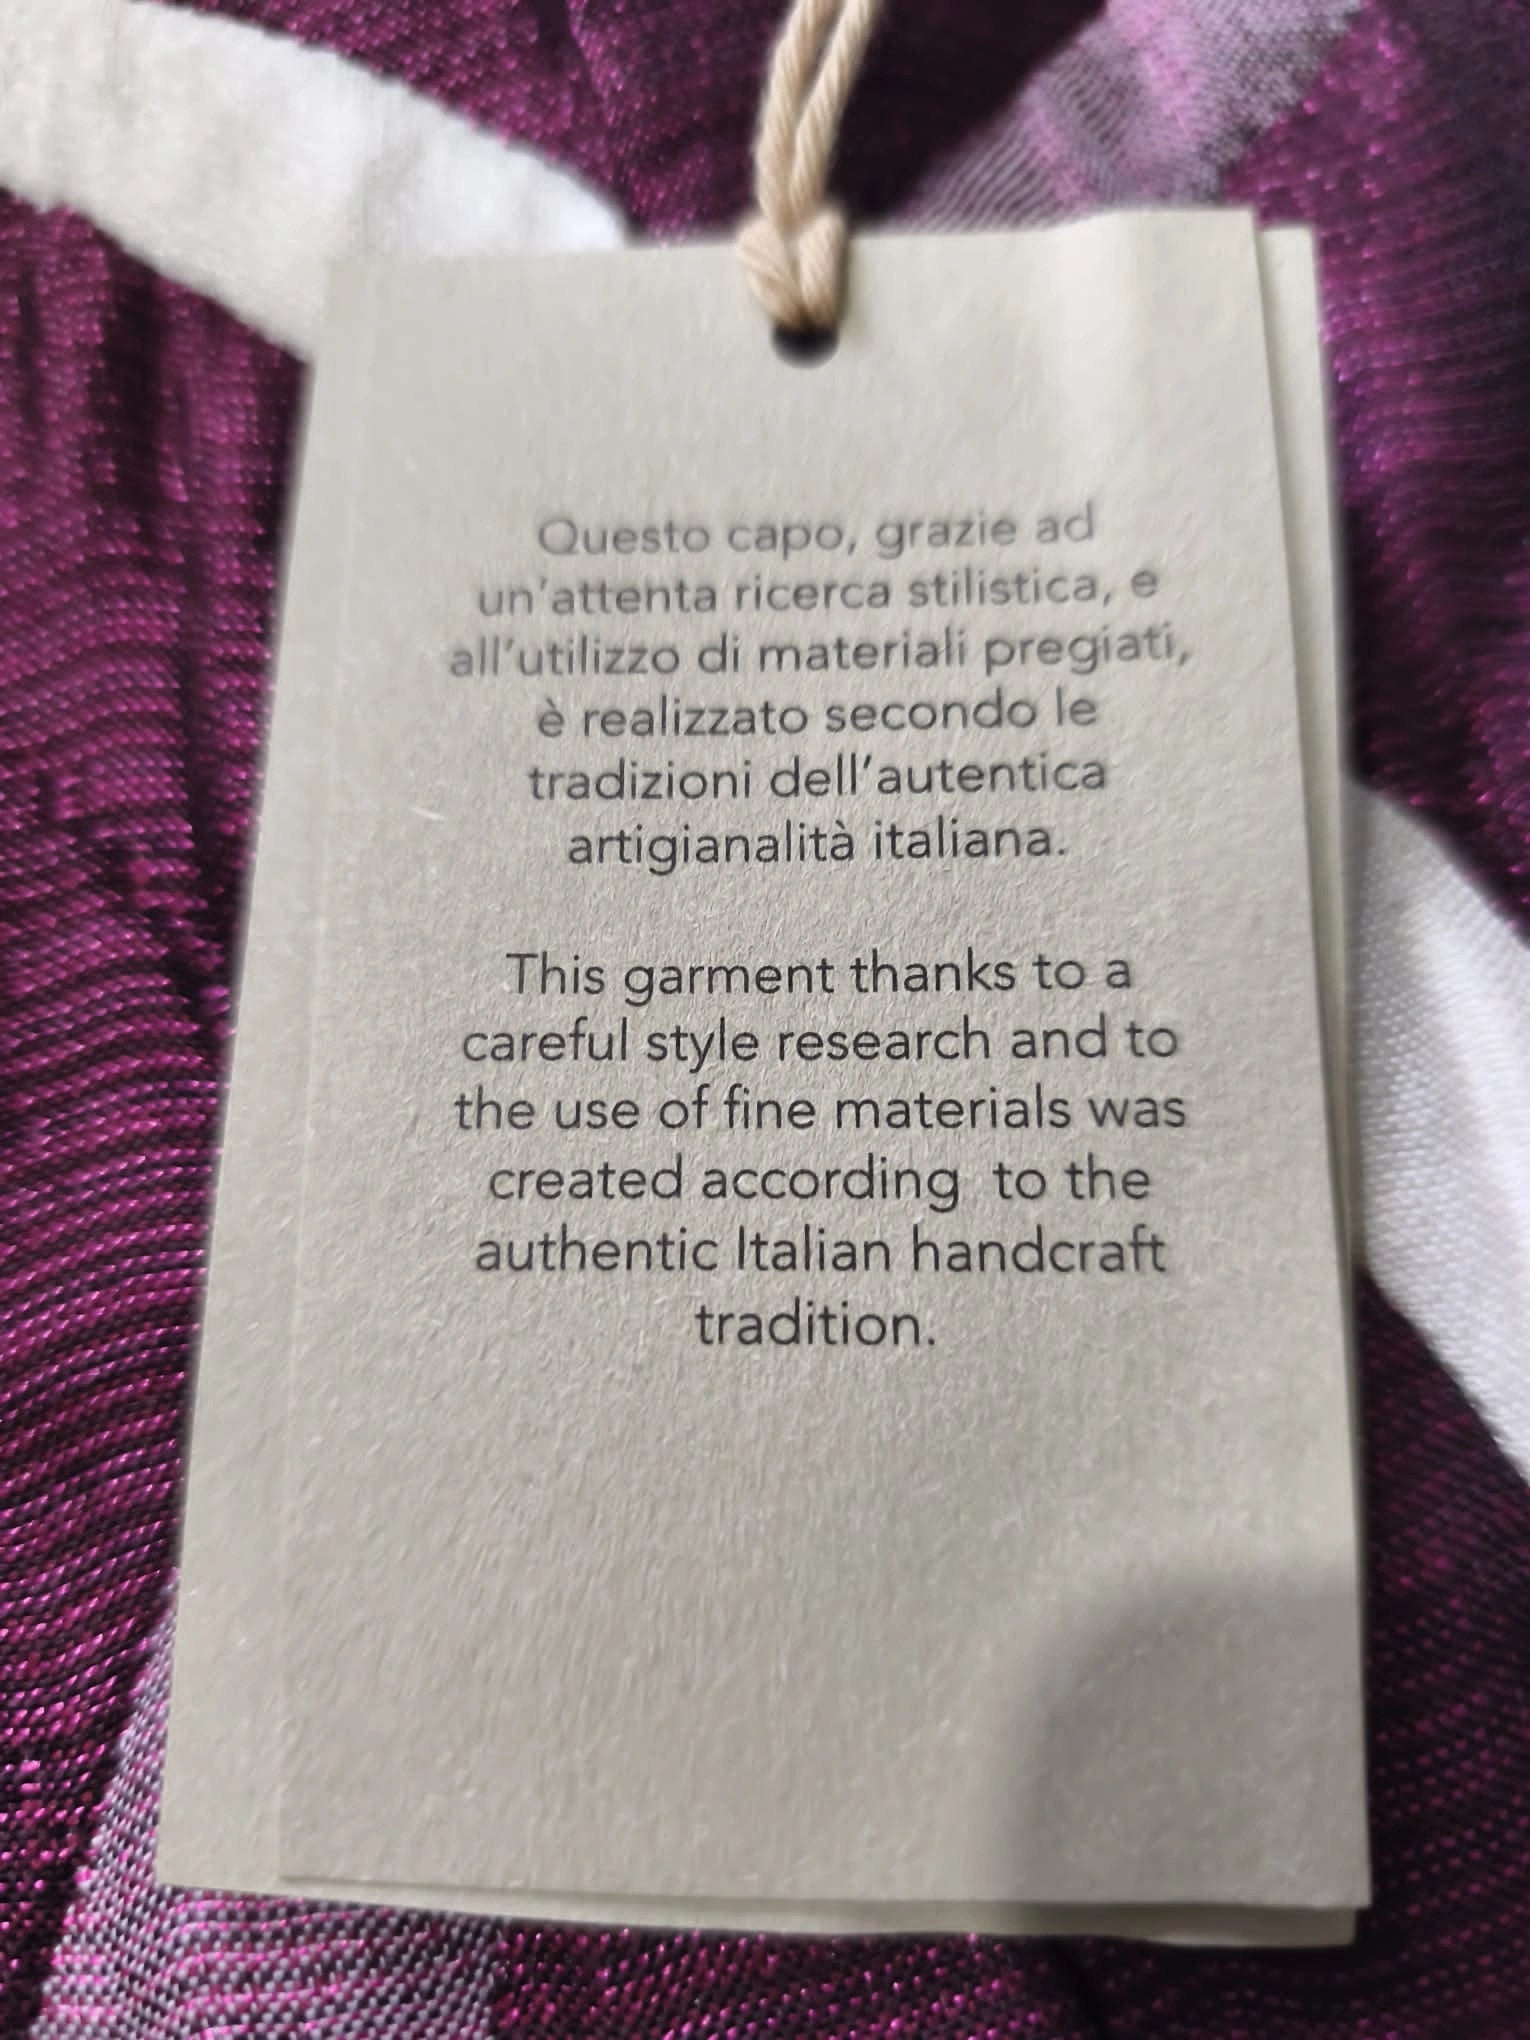 Questo capo, grazie ad
un'attenta ricerca stilistica, e
all'utilizzo di materiali pregiati,
è realizzato secondo le
tradizioni dell'autentica
artigianalità italiana.
This garment thanks to a
careful style research and to
the use of fine materials was
created according  to the
authentic Italian handcraft
tradition.